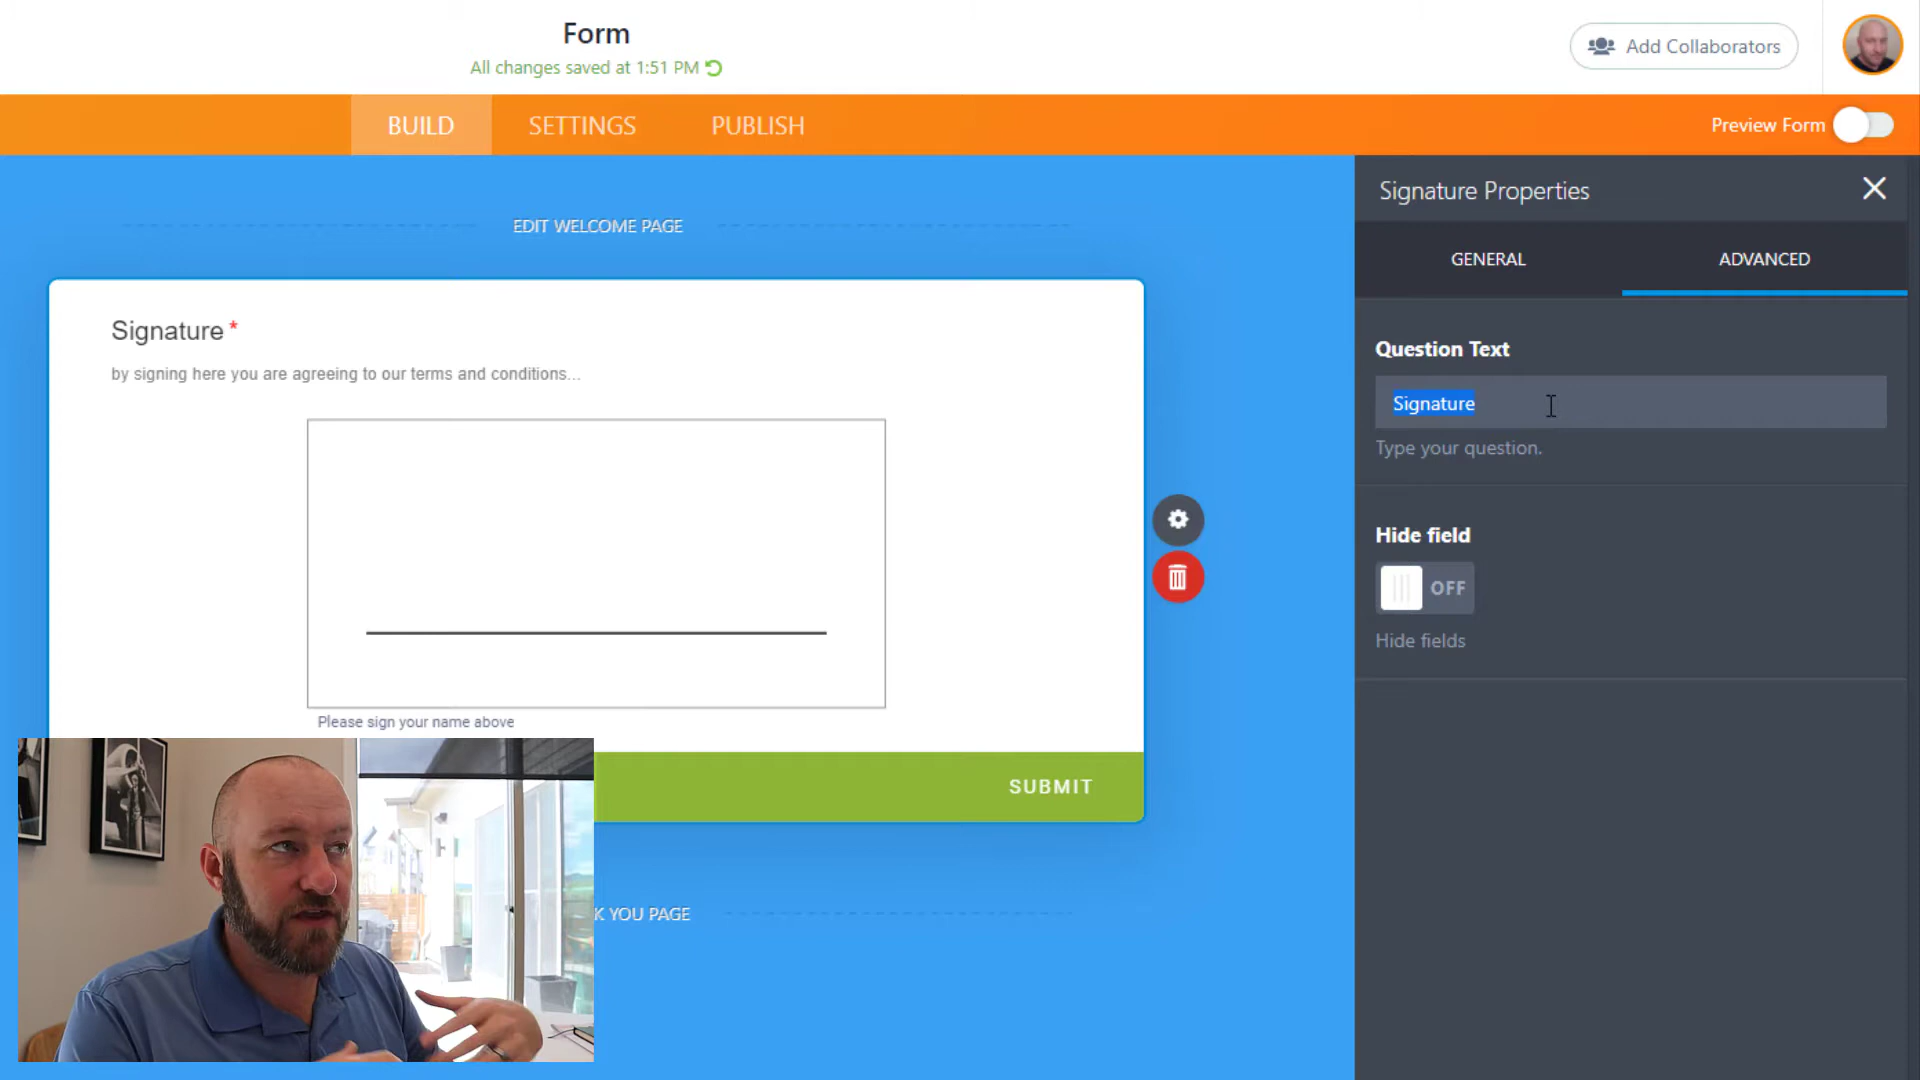 Form
All changes saved at 1:51 PM
Add Collaborators
BUILD
SETTINGS
PUBLISH
Preview Form
EDIT WELCOME PAGE
Signature *
by signing here you are agreeing to our terms and conditions...
Please sign your name above
SUBMIT
K YOU PAGE
Signature Properties
GENERAL
ADVANCED
Question Text
Signature
Type your question.
Hide field
OFF
Hide fields